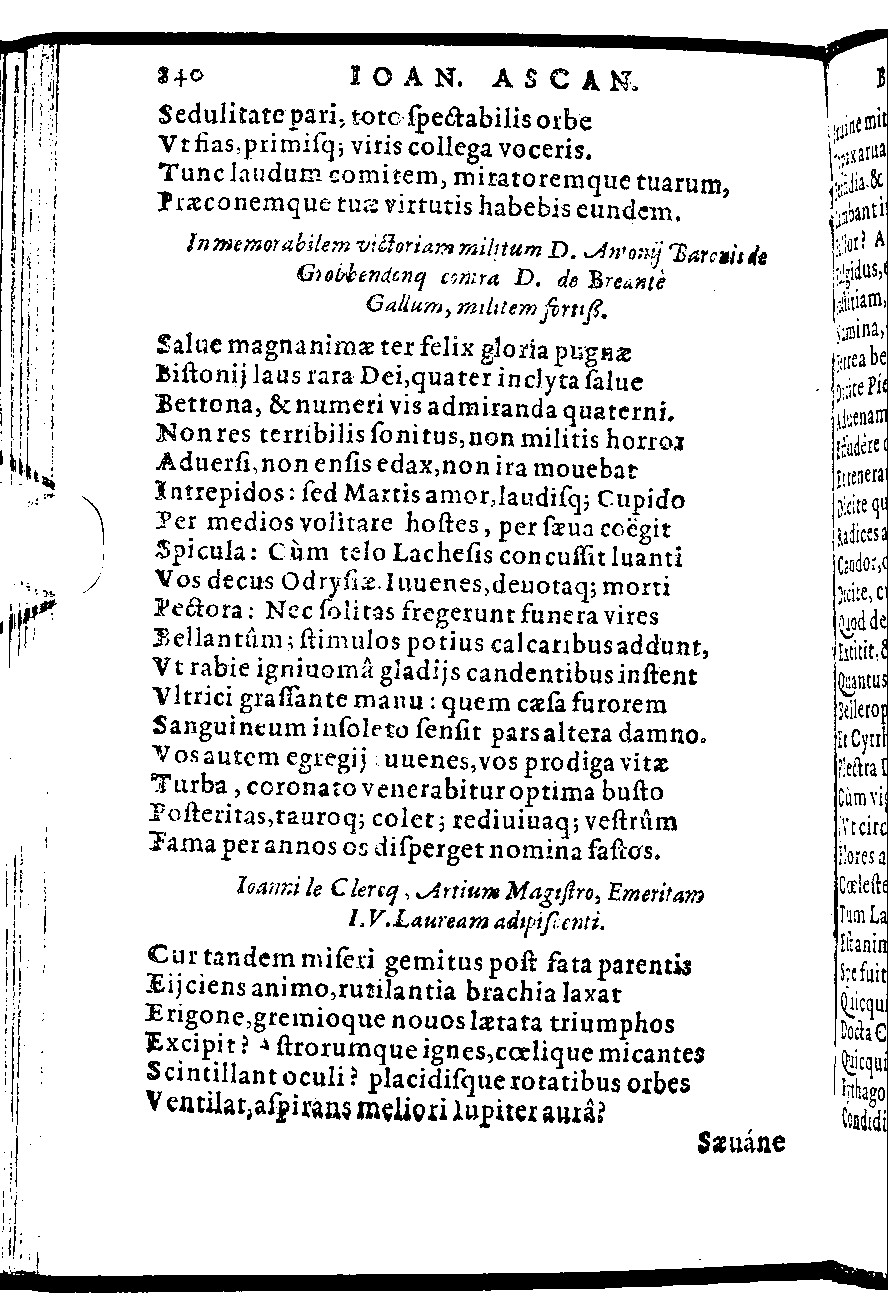 240 IOAN. ASCAN.
Sedulitate pari, toto ſpectabilis orbe
Vt fias, primiſq; viris collega voceris.
Tunc laudum comitem, miratoremque tuarum,
Præconemque tuæ virtutis habebis eundem.
In memorabilem victoriam militum D. Antonij Baronis de
Grobbendonq contra D. de Breantè
Gallum, militem fortiſſ.
Salue magnanimæ ter felix gloria pugnæ
Biſtonij laus rara Dei, quater inclyta ſalue
Bettona, & numeri vis admiranda quaterni.
Non res terribilis ſonitus, non militis horror
Aduerſi, non enſis edax, non ira mouebat
Intrepidos: ſed Martis amor, laudiſq; Cupido
Per medios volitare hoſtes, per ſæua coëgit
Spicula: Cùm telo Lacheſis concuſſit luanti
Vos decus Odryſiæ Iuuenes, deuotaq; morti
Pectora: Nec ſolitas fregerunt funera vires
Bellantûm; ſtimulos potius calcaribus addunt,
Vt rabie igniuomâ gladijs candentibus inſtent
Vltrici graſſante manu: quem cæſa furorem
Sanguineum inſoleto ſenſit pars altera damno.
Vos autem egregij uuenes, vos prodiga vitæ
Turba, coronato venerabitur optima buſto
Poſteritas, tauroq; colet; rediuiuaq; veſtrûm
Fama per annos os diſperget nomina faſtos.
Ioanni le Clercq, Artium Magiſtro, Emeritam
I.V. Lauream adipiſcenti.
Cur tandem miſeri gemitus poſt fata parentis
Eijciens animo, rutilantia brachia laxat
Erigone, gremioque nouos lætata triumphos
Excipit? aſtrorumque ignes, cœlique micantes
Scintillant oculi? placidiſque rotatibus orbes
Ventilat, aſpirans meliori Iupiter aurâ?
Sæuáne